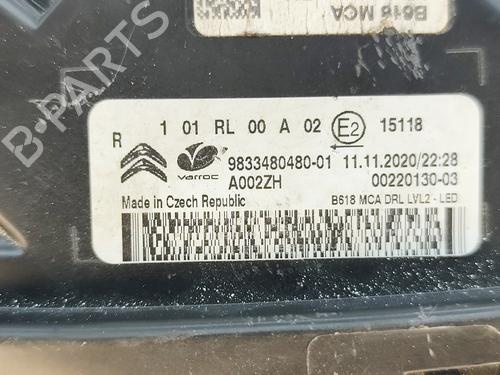 B618 MCA
R 1 01 RL 00 A 02 E2 15118
varroc
9833480480-01 11.11.2020/22:28
A002ZH 00220130-03
Made in Czech Republic B618 MCA DRL LVL2 - LED
B-PARTS